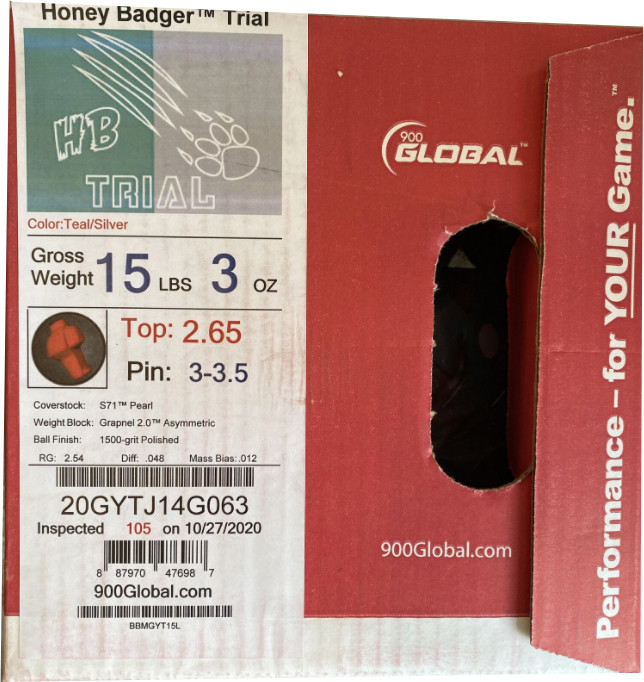 Honey Badger™ Trial
HB
TRIAL
Color:Teal/Silver
Gross Weight 15 LBS 3 OZ
Top: 2.65
Pin: 3-3.5
Coverstock: S71™ Pearl
Weight Block: Grapnel 2.0™ Asymmetric
Ball Finish: 1500-grit Polished
RG: 2.54 Diff: .048 Mass Bias:.012
20GYTJ14G063
Inspected 105 on 10/27/2020
8 87970 47698 7
900Global.com
BBMGYT15L
900
GLOBAL™
900Global.com
Performance – for YOUR Game.™